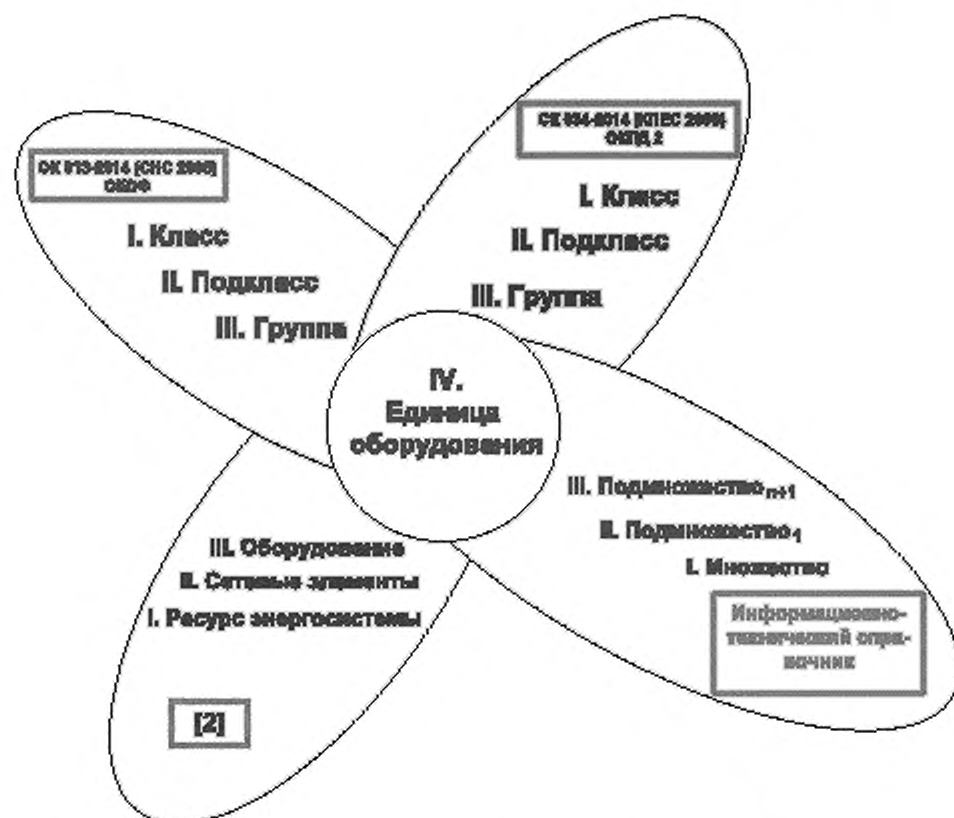 ОК 013-2014 (СНС 2008)
ОКОФ
I. Класс
II. Подкласс
III. Группа
ОК 034-2014 (КПЕС 2008)
ОКПД 2
I. Класс
II. Подкласс
III. Группа
IV.
Единица
оборудования
III. Оборудование
II. Сетевые элементы
I. Ресурс энергосистемы
[2]
III. Подмножество n+1
II. Подмножество 1
I. Множество
Информационно-
технический спра-
вочник